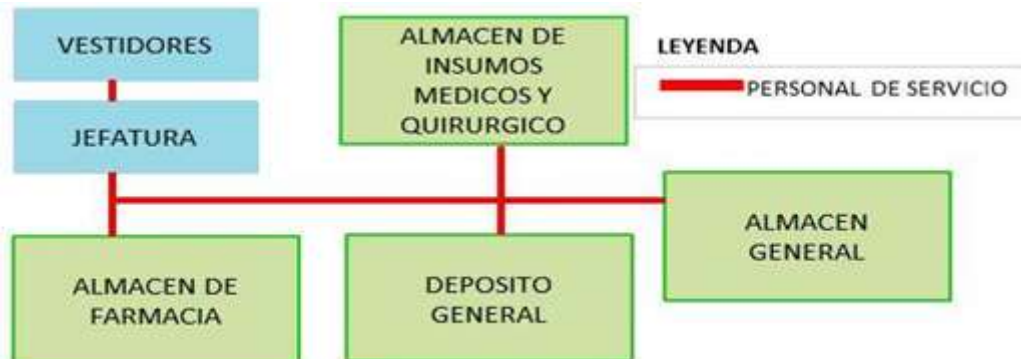 VESTIDORES
JEFATURA
ALMACEN DE
INSUMOS
MEDICOS Y
QUIRURGICO
LEYENDA
PERSONAL DE SERVICIO
ALMACEN
GENERAL
ALMACEN DE
FARMACIA
DEPOSITO
GENERAL